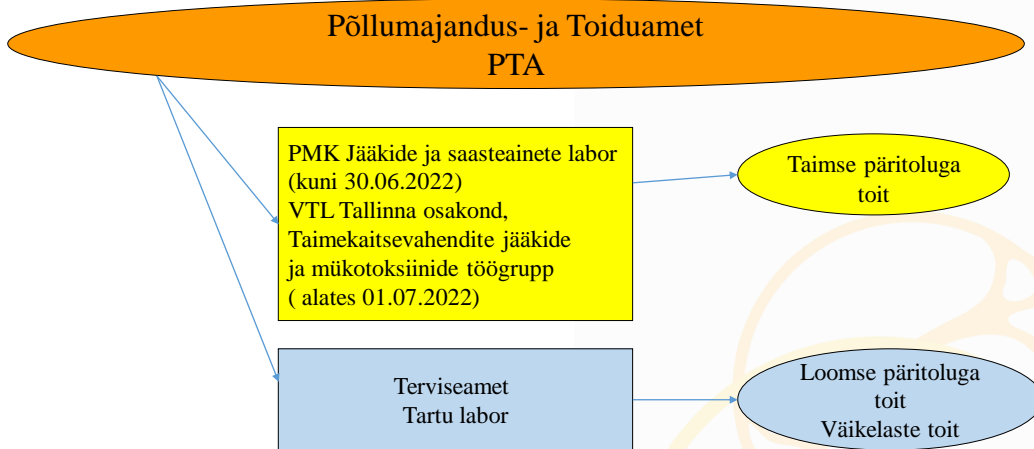 Põllumajandus- ja Toiduamet
PTA
PMK Jääkide ja saasteainete labor
(kuni 30.06.2022)
VTL Tallinna osakond,
Taimekaitsevahendite jääkide
ja mükotoksiinide töögrupp
( alates 01.07.2022)
Taimse päritoluga
toit
Terviseamet
Tartu labor
Loomse päritoluga
toit
Väikelaste toit